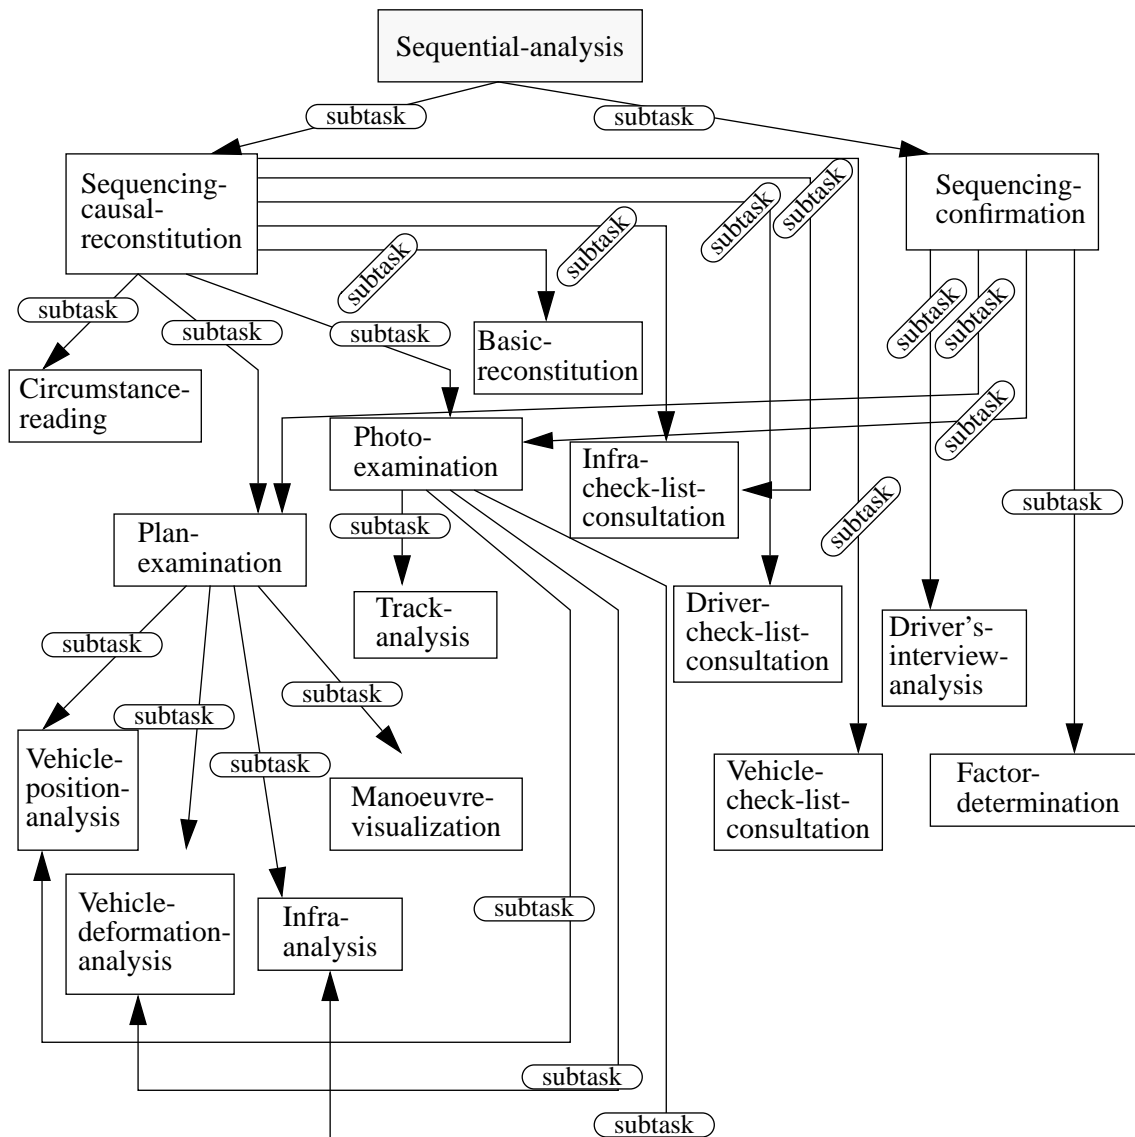 Sequential-analysis
subtask
subtask
Sequencing-
causal-
reconstitution
Sequencing-
confirmation
subtask
subtask
subtask
subtask
subtask
subtask
subtask
subtask
subtask
subtask
Basic-
reconstitution
Circumstance-
reading
Photo-
examination
Infra-
check-list-
consultation
subtask
subtask
subtask
subtask
Plan-
examination
Track-
analysis
Driver-
check-list-
consultation
Driver's-
interview-
analysis
subtask
subtask
subtask
subtask
Vehicle-
position-
analysis
Manoeuvre-
visualization
Vehicle-
check-list-
consultation
Factor-
determination
Vehicle-
deformation-
analysis
Infra-
analysis
subtask
subtask
subtask